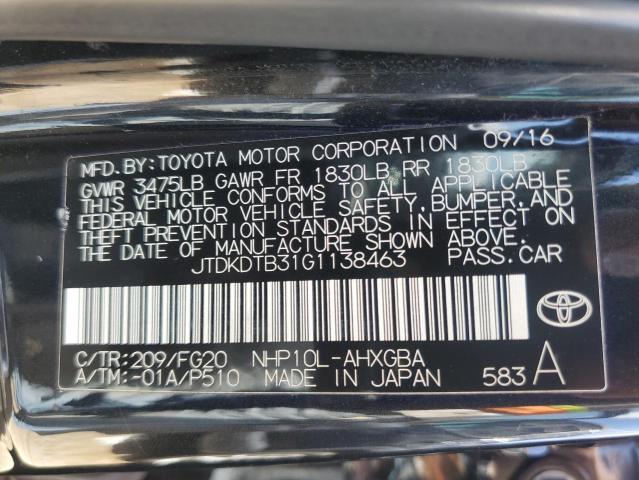 MFD.BY:TOYOTA MOTOR CORPORATION 09/16
GVWR 3475LB GAWR FR 1830LB RR 1830LB
THIS VEHICLE CONFORMS TO ALL APPLICABLE
FEDERAL MOTOR VEHICLE SAFETY,BUMPER,AND
THEFT PREVENTION STANDARDS IN EFFECT ON
THE DATE OF MANUFACTURE SHOWN ABOVE.
JTDKDTB31G1138463 PASS.CAR
C/TR:209/FG20 NHP10L-AHXGBA
A/TM:-01A/P510 MADE IN JAPAN 583 A